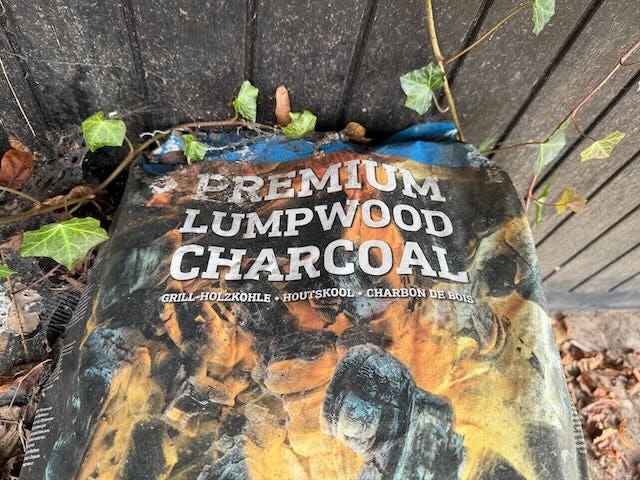 PREMIUM
LUMPWOOD
CHARCOAL
GRILL-HOLZKOHLE • HOUTSKOOL • CHARBON DE BOIS